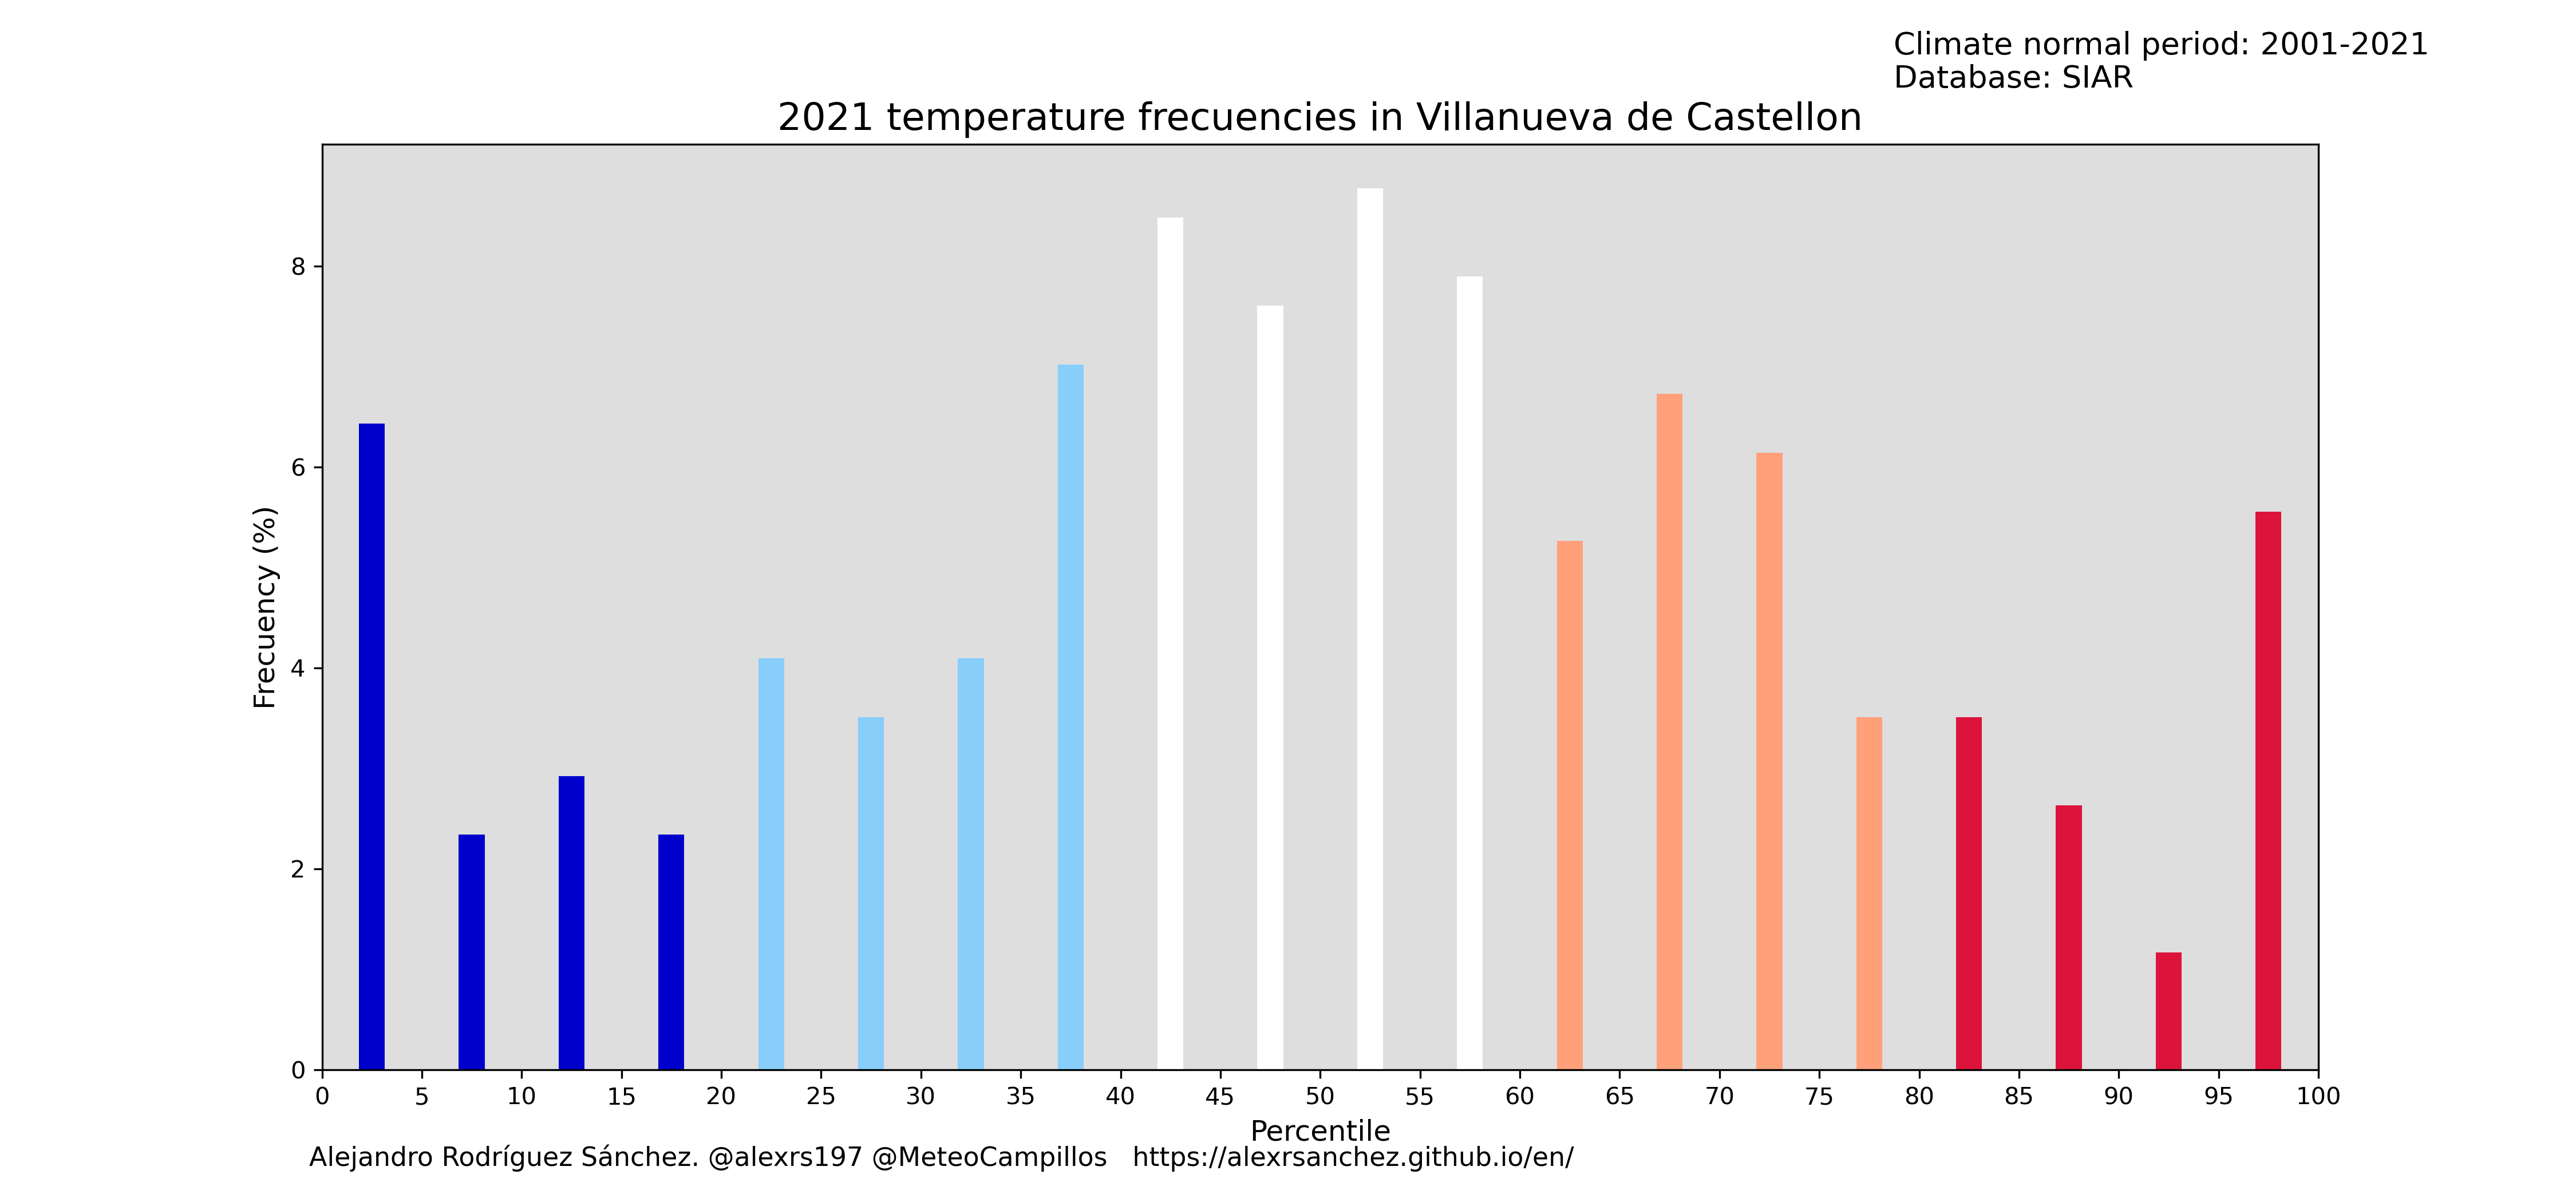 Climate normal period: 2001-2021
Database: SIAR
2021 temperature frecuencies in Villanueva de Castellon
Frecuency (%)
8
6
4
2
0
0 5 10 15 20 25 30 35 40 45 50 55 60 65 70 75 80 85 90 95 100
Percentile
Alejandro Rodríguez Sánchez. @alexrs197 @MeteoCampillos https://alexrsanchez.github.io/en/